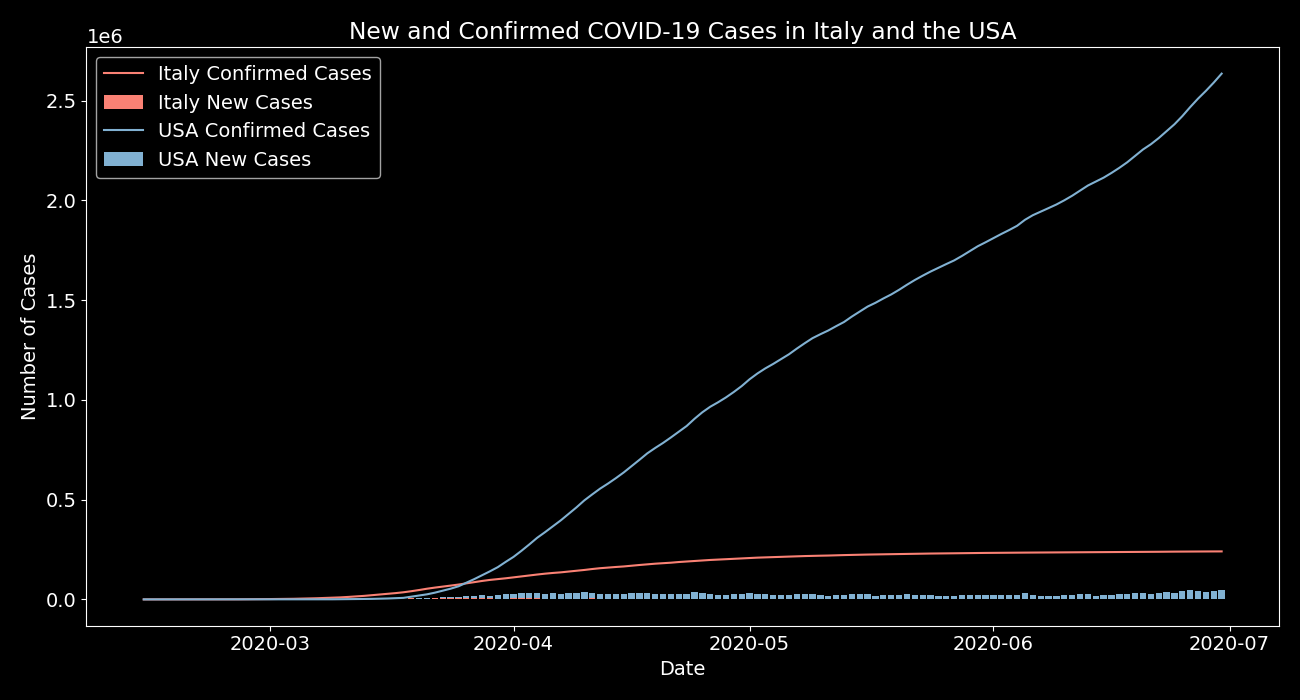 New and Confirmed COVID-19 Cases in Italy and the USA
1e6
Italy Confirmed Cases
Italy New Cases
USA Confirmed Cases
USA New Cases
2.5
2.0
1.5
1.0
0.5
0.0
Number of Cases
2020-03 2020-04 2020-05 2020-06 2020-07
Date